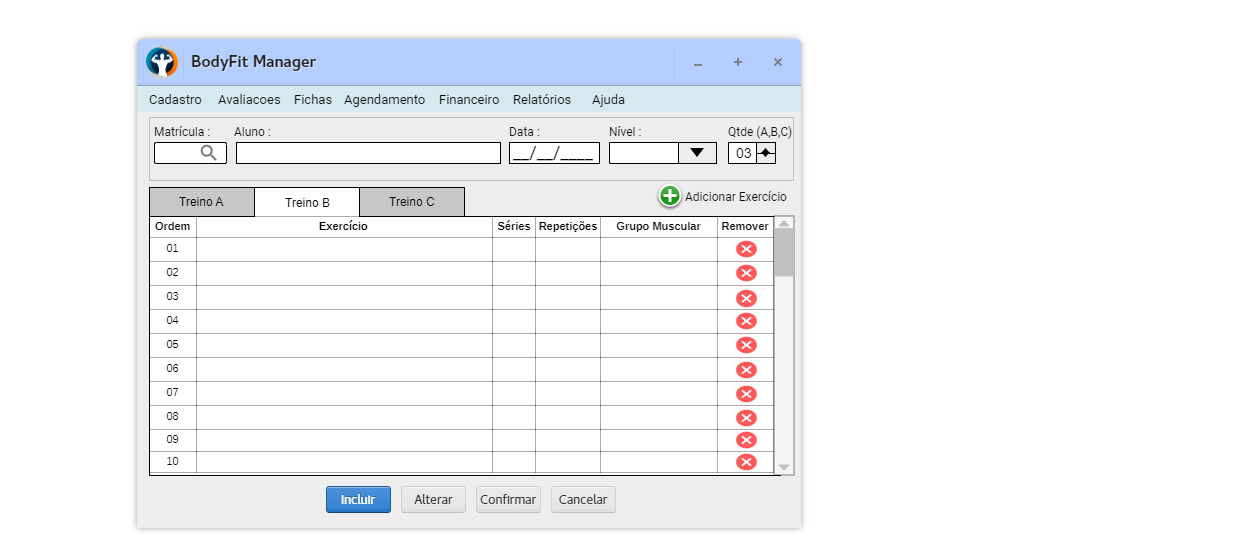 BodyFit Manager
Cadastro Avaliacoes Fichas Agendamento Financeiro Relatórios Ajuda
Matrícula : Aluno : Data : Nível : Qtde (A,B,C)
__/__/____ 03
Treino A Treino B Treino C Adicionar Exercício
Ordem Exercício Séries Repetições Grupo Muscular Remover
01
02
03
04
05
06
07
08
09
10
Incluir Alterar Confirmar Cancelar